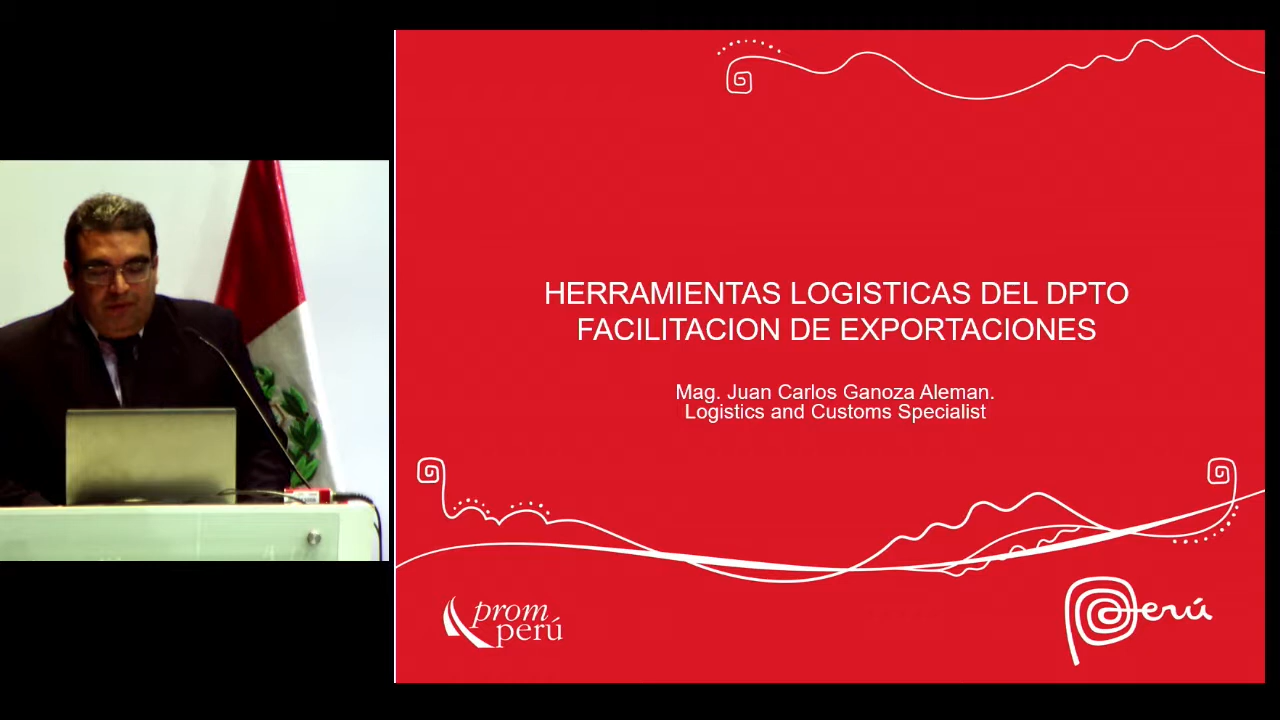 HERRAMIENTAS LOGISTICAS DEL DPTO
FACILITACION DE EXPORTACIONES
Mag. Juan Carlos Ganoza Aleman.
Logistics and Customs Specialist
prom
perú
Perú